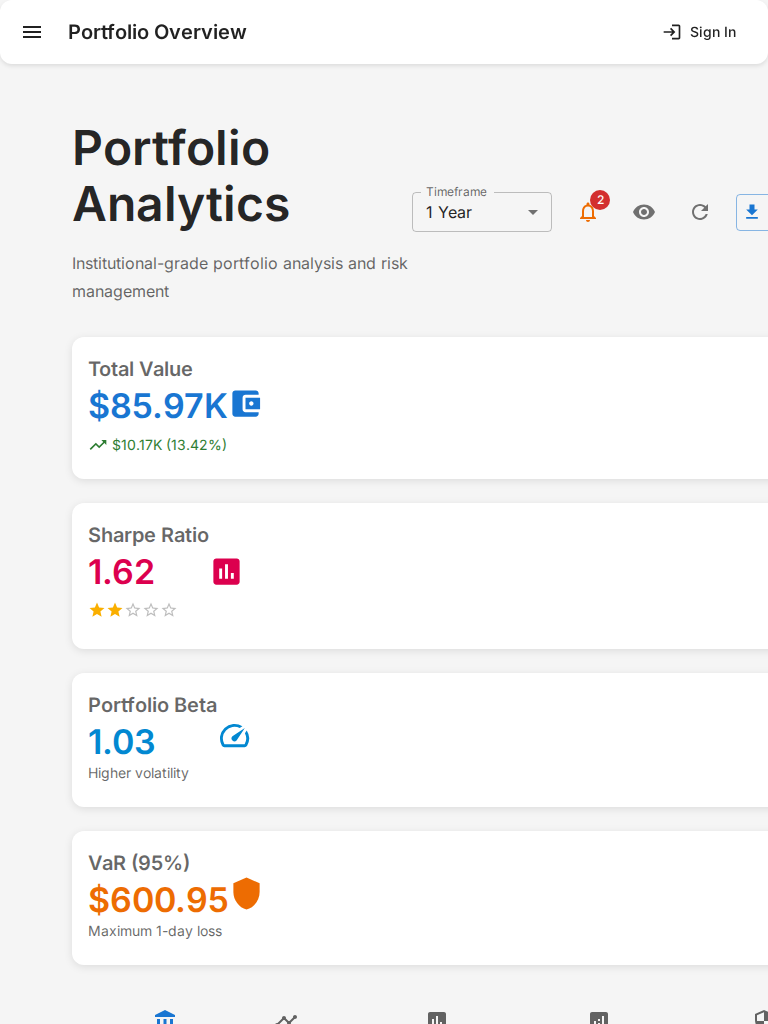 Portfolio Overview
Sign In
Portfolio
Analytics
Timeframe
1 Year
2
Institutional-grade portfolio analysis and risk
management
Total Value
$85.97K
$10.17K (13.42%)
Sharpe Ratio
1.62
Portfolio Beta
1.03
Higher volatility
VaR (95%)
$600.95
Maximum 1-day loss